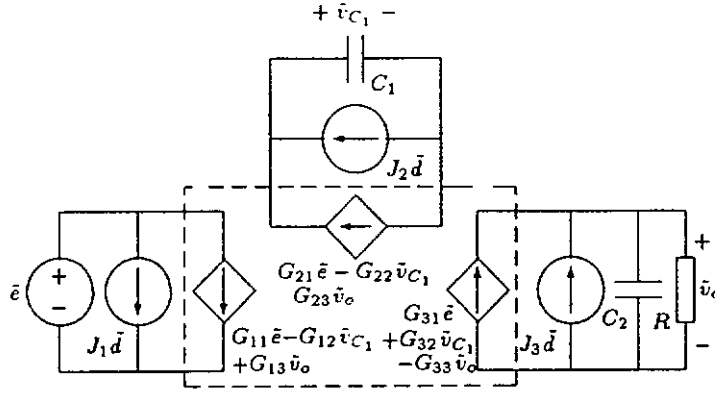 + ṽ_{C_1} −
C_1
J_2 d̃
G_{21}ẽ − G_{22}ṽ_{C_1}
G_{23}ṽ_o
ẽ
+
−
J_1 d̃
G_{11}ẽ−G_{12}ṽ_{C_1}
+G_{13}ṽ_o
G_{31}ẽ
+G_{32}ṽ_{C_1}
−G_{33}ṽ_o
J_3 d̃
C_2
R
+
ṽ_o
−